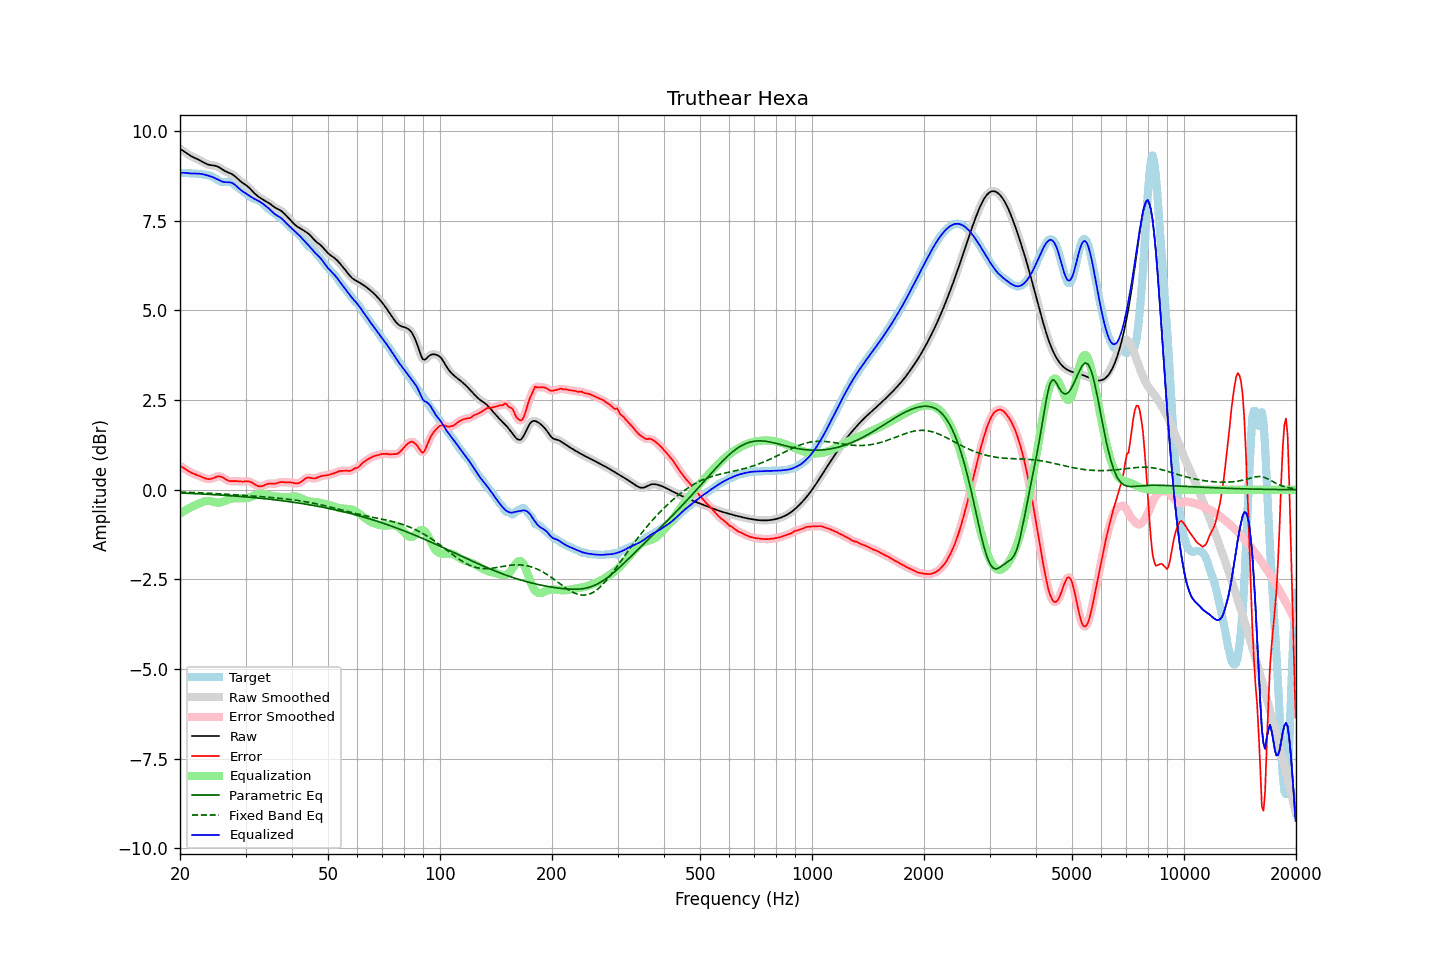 Truthear Hexa
10.0
7.5
5.0
2.5
0.0
−2.5
−5.0
−7.5
−10.0
Amplitude (dBr)
Target
Raw Smoothed
Error Smoothed
Raw
Error
Equalization
Parametric Eq
Fixed Band Eq
Equalized
20 50 100 200 500 1000 2000 5000 10000 20000
Frequency (Hz)